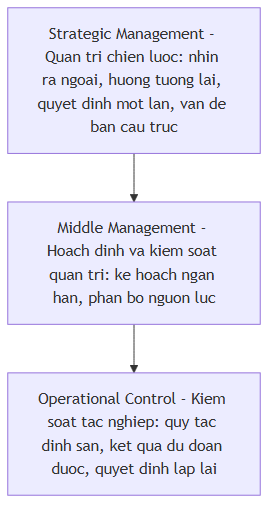 Strategic Management -
Quan tri chien luoc: nhin
ra ngoai, huong tuong lai,
quyet dinh mot lan, van de
ban cau truc
Middle Management -
Hoach dinh va kiem soat
quan tri: ke hoach ngan
han, phan bo nguon luc
Operational Control - Kiem
soat tac nghiep: quy tac
dinh san, ket qua du doan
duoc, quyet dinh lap lai